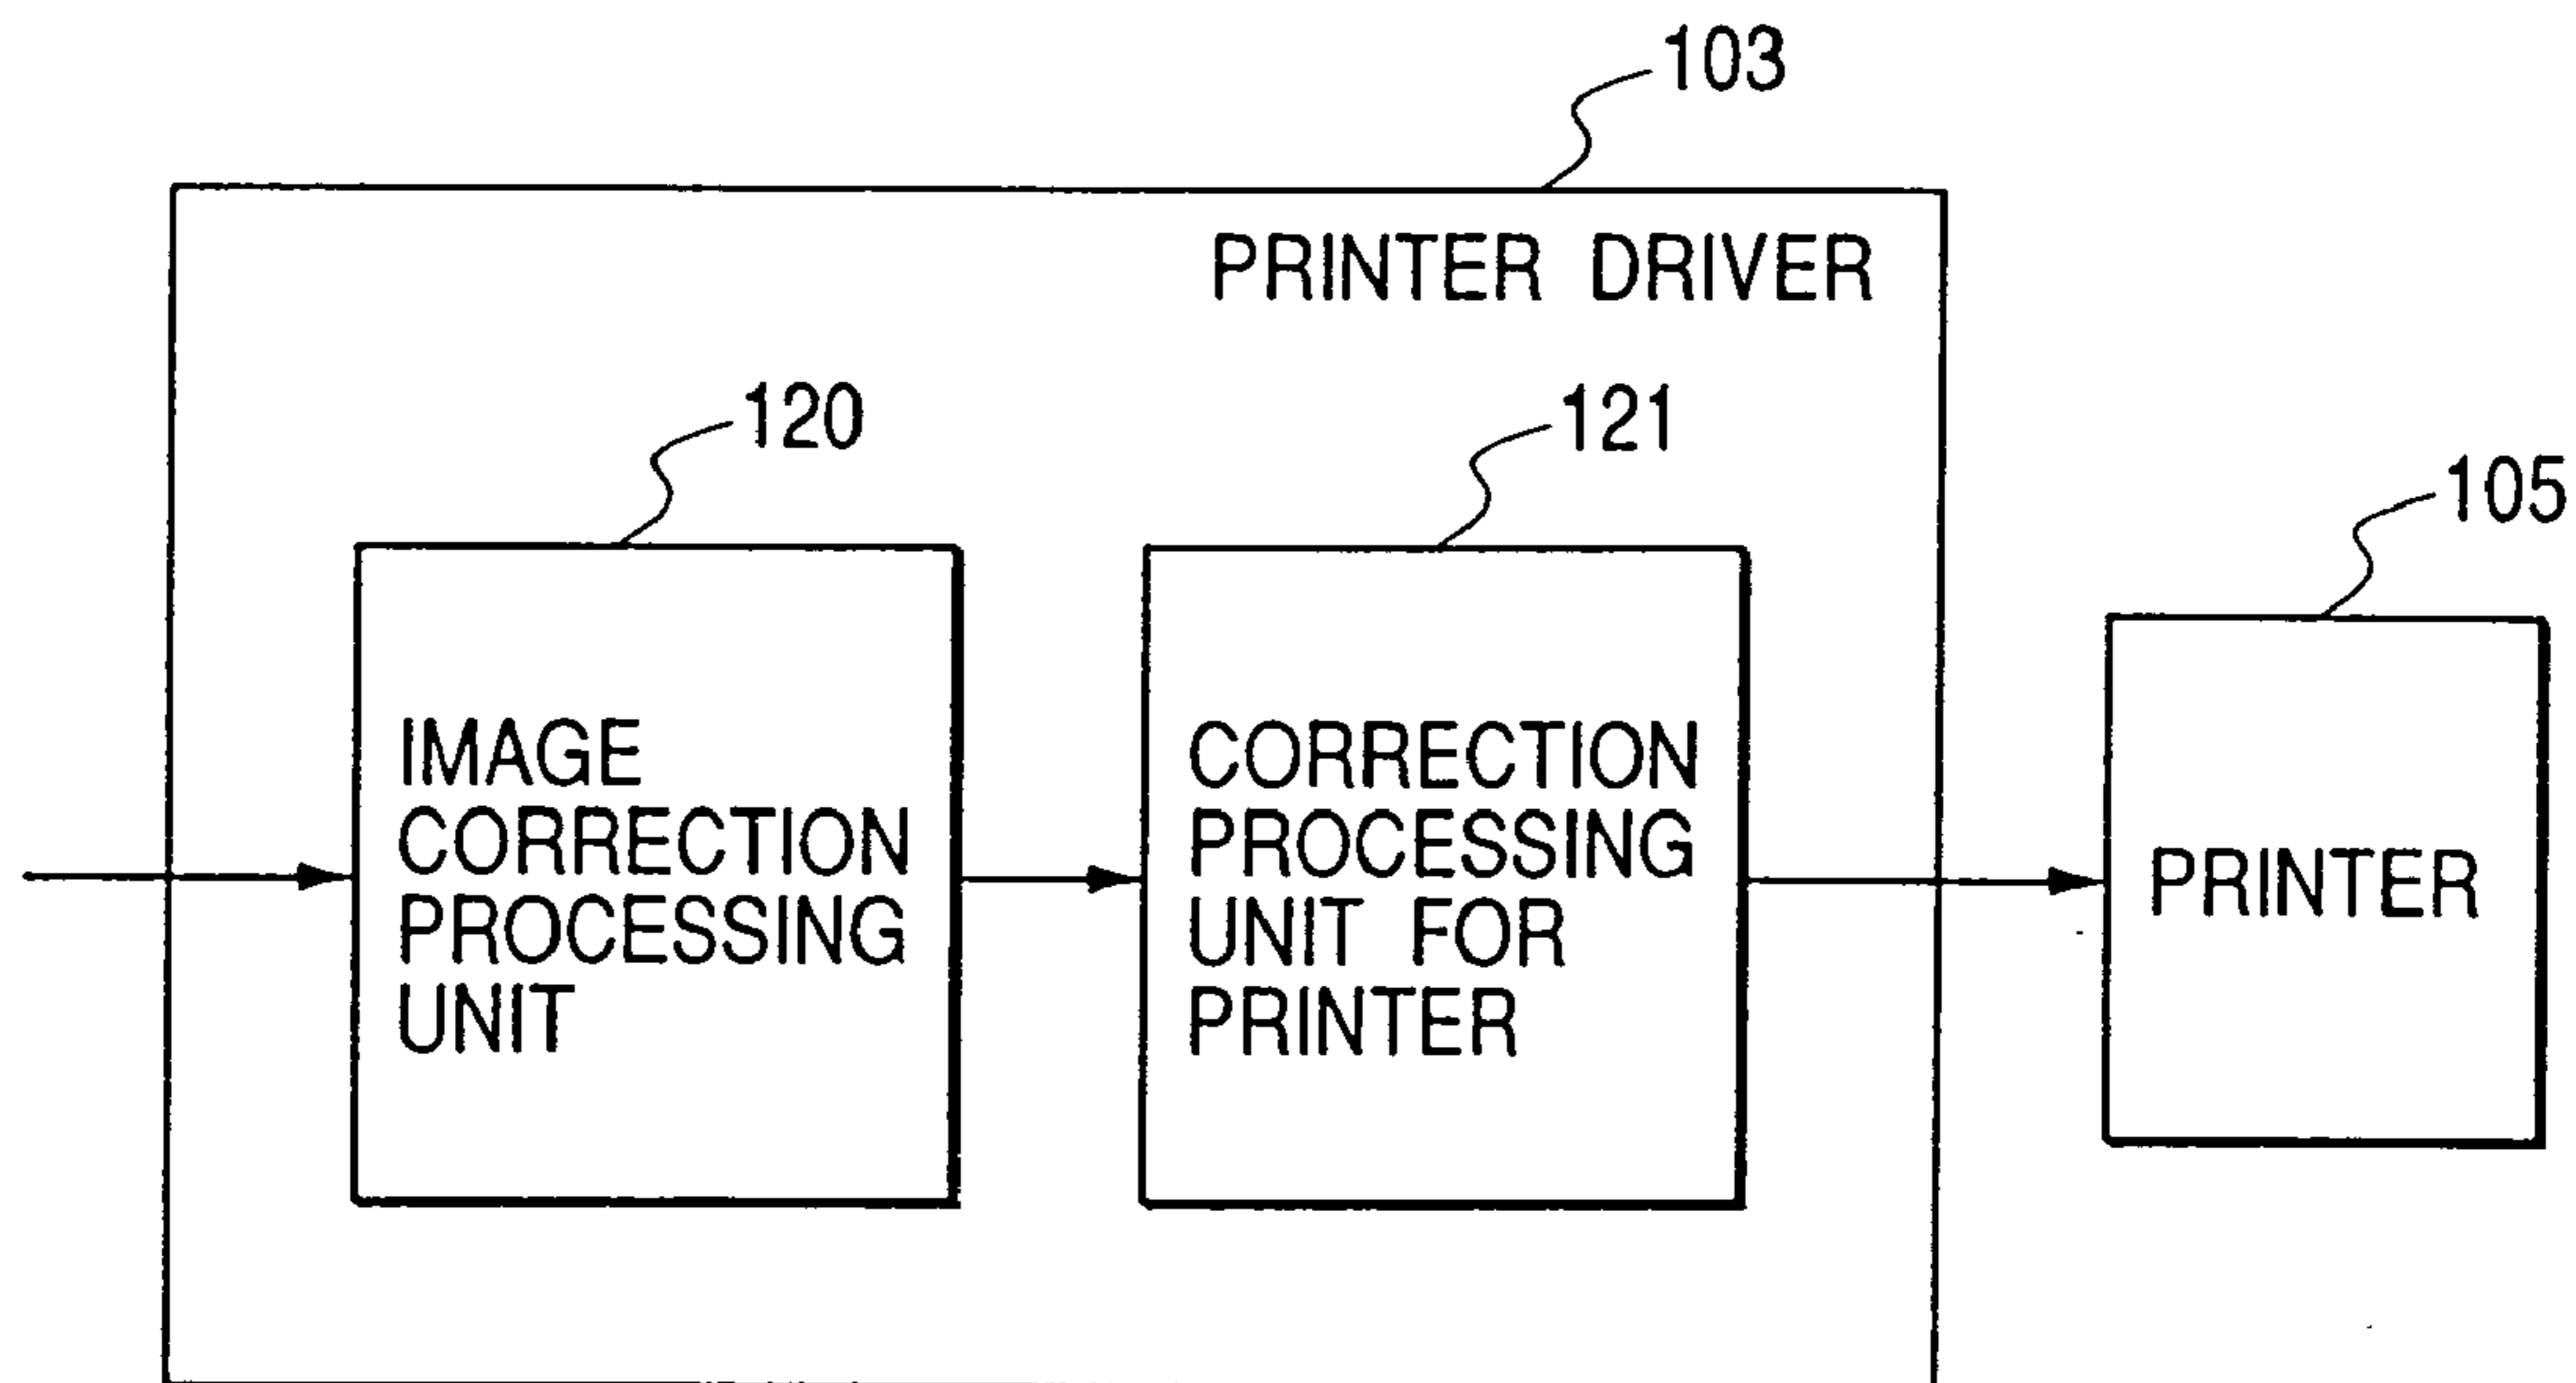 103
PRINTER DRIVER
120
121
105
IMAGE
CORRECTION
PROCESSING
UNIT
CORRECTION
PROCESSING
UNIT FOR
PRINTER
PRINTER